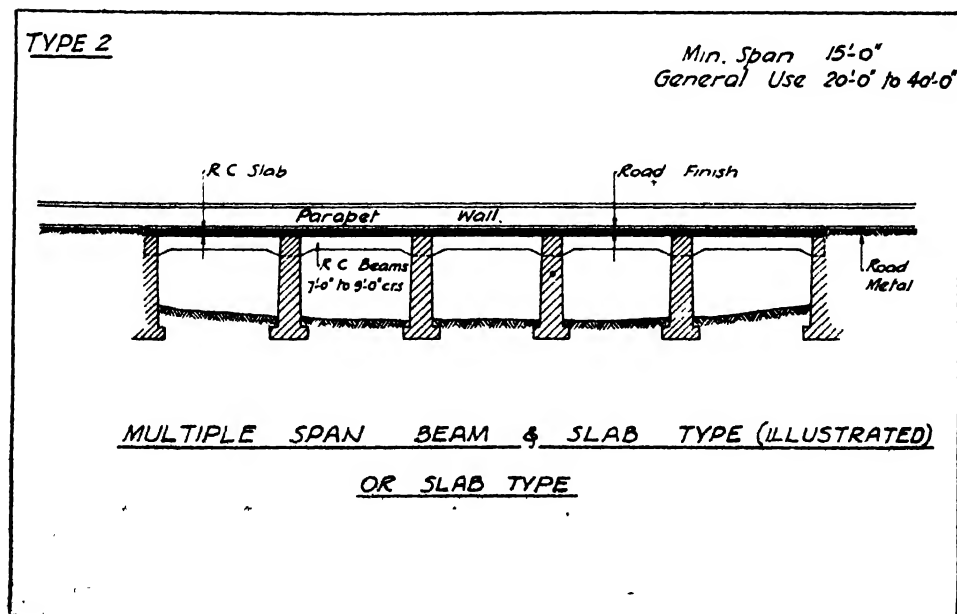 TYPE 2
Min. Span 15'-0"
General Use 20'-0" to 40'-0"
R C Slab
Road Finish
Parapet Wall.
R C Beams
7'-0" to 9'-0" crs
Road
Metal
MULTIPLE SPAN BEAM & SLAB TYPE (ILLUSTRATED)
OR SLAB TYPE